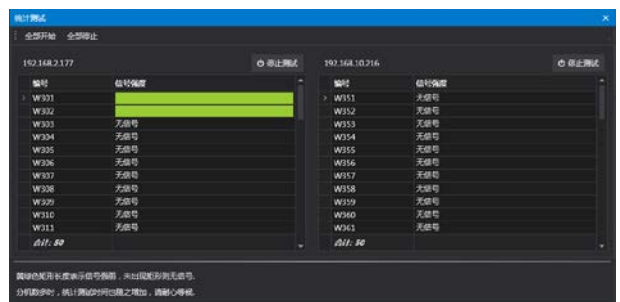 统计测试
全部开始 全部停止
192.168.2.177 停止测试
编号 信号强度
W301
W302
W303 无信号
W304 无信号
W305 无信号
W306 无信号
W307 无信号
W308 无信号
W309 无信号
W310 无信号
W311 无信号
合计: 50
192.168.10.216 停止测试
编号 信号强度
W351 无信号
W352 无信号
W353 无信号
W354 无信号
W355 无信号
W356 无信号
W357 无信号
W358 无信号
W359 无信号
W360 无信号
W361 无信号
合计: 50
黄绿色矩形长度表示信号强弱，未出现矩形则无信号.
分机数多时，统计测试时间也随之增加，请耐心等候.